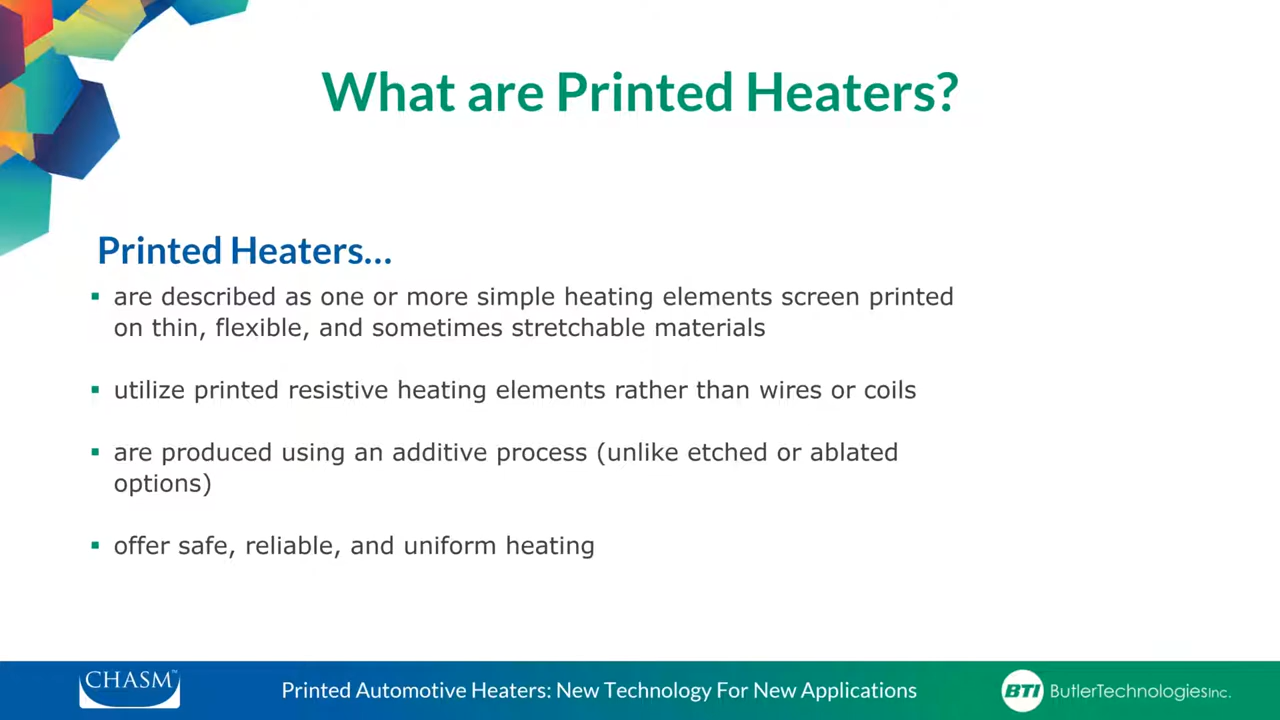 What are Printed Heaters?
Printed Heaters...
▪ are described as one or more simple heating elements screen printed
on thin, flexible, and sometimes stretchable materials
▪ utilize printed resistive heating elements rather than wires or coils
▪ are produced using an additive process (unlike etched or ablated
options)
▪ offer safe, reliable, and uniform heating
CHASM™
Printed Automotive Heaters: New Technology For New Applications
BTI ButlerTechnologiesInc.